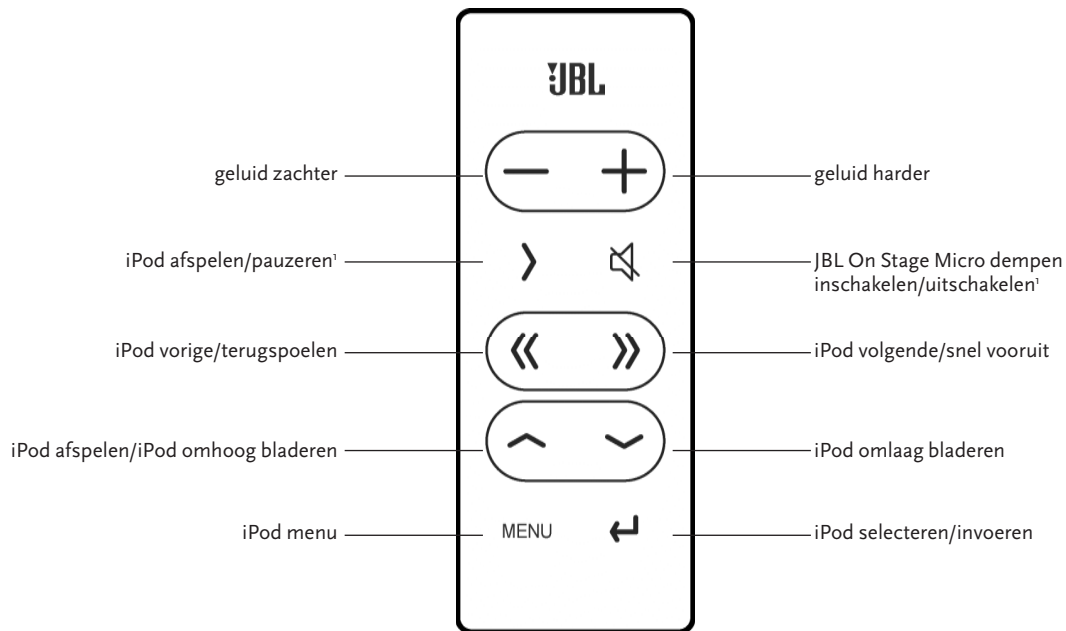 JBL
geluid zachter
geluid harder
iPod afspelen/pauzeren¹
JBL On Stage Micro dempen
inschakelen/uitschakelen¹
iPod vorige/terugspoelen
iPod volgende/snel vooruit
iPod afspelen/iPod omhoog bladeren
iPod omlaag bladeren
iPod menu
MENU
iPod selecteren/invoeren